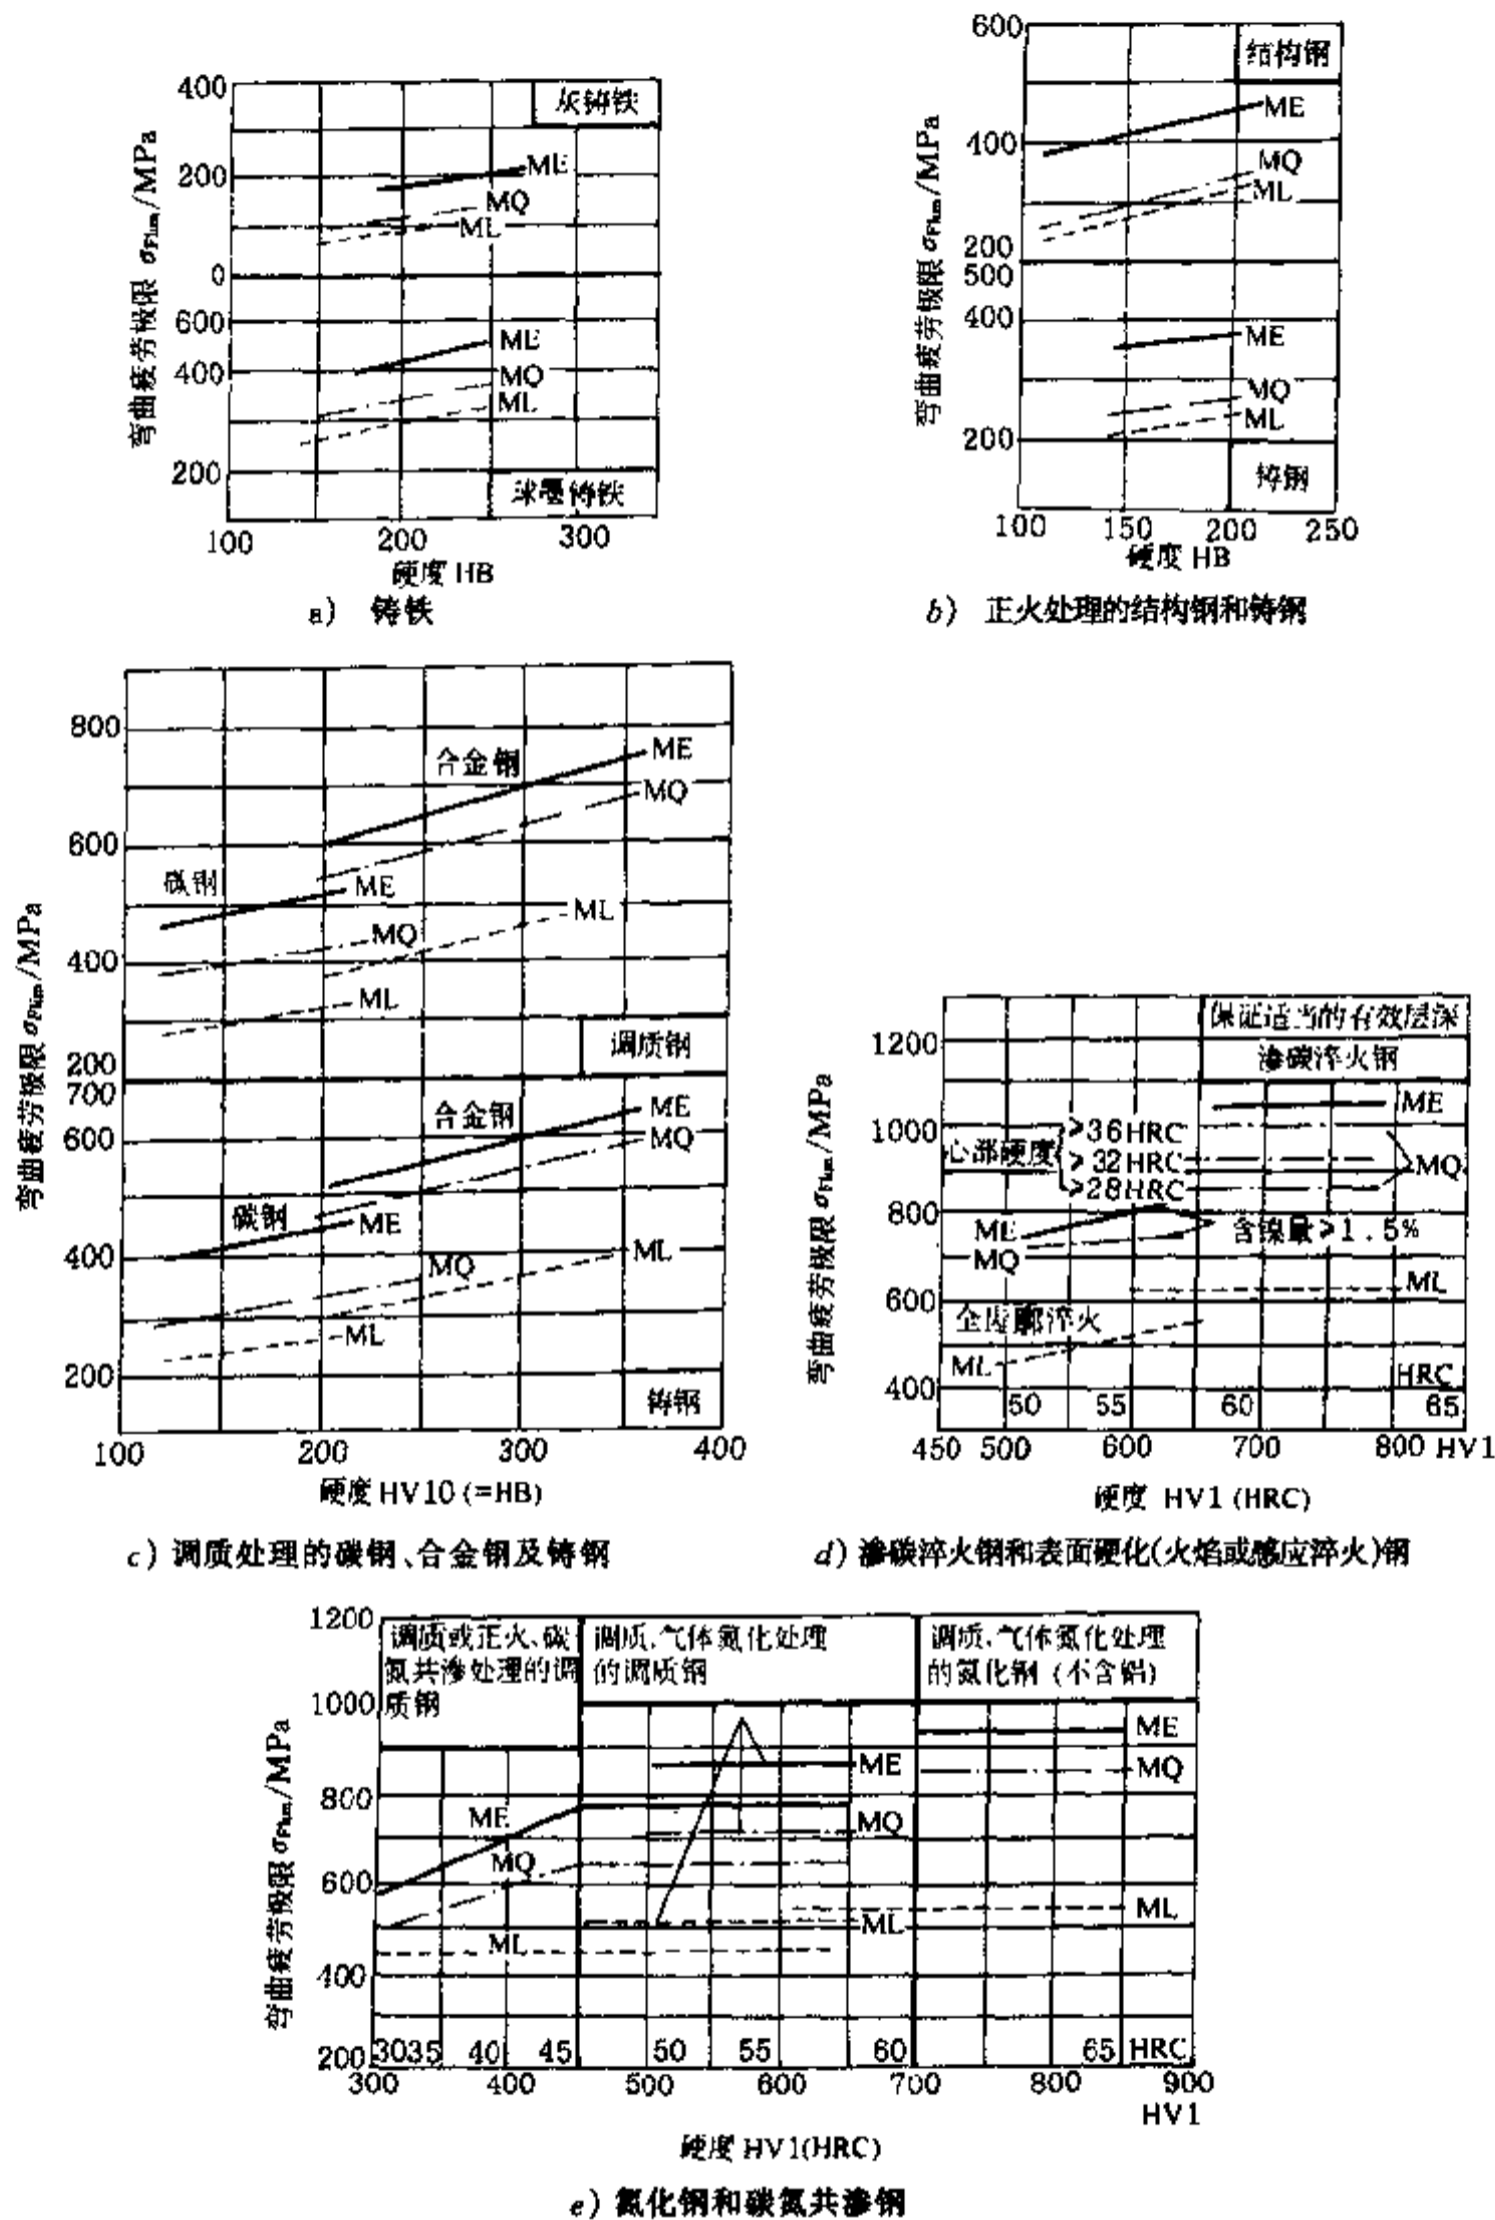 400
灰铸铁
弯曲疲劳极限 σFlim/MPa
200
ME
MQ
ML
0
600
ME
400
MQ
ML
200
球墨铸铁
100 200 300
硬度 HB
a) 铸铁
600
结构钢
弯曲疲劳极限 σFlim/MPa
ME
400
MQ
ML
200
500
400
ME
MQ
ML
200
铸钢
100 150 200 250
硬度 HB
b) 正火处理的结构钢和铸钢
800
合金钢
ME
MQ
600
碳钢
ME
ML
MQ
400
ML
弯曲疲劳极限 σFlim/MPa
调质钢
200
700
合金钢
ME
600
MQ
碳钢
ME
400
MQ
ML
ML
200
铸钢
100 200 300 400
硬度 HV10 (=HB)
c) 调质处理的碳钢、合金钢及铸钢
保证适当的有效层深
1200
渗碳淬火钢
弯曲疲劳极限 σFlim/MPa
ME
1000
>36HRC
心部硬度
>32HRC
MQ
>28HRC
800
ME
含镍量>1.5%
MQ
ML
600
全齿廓淬火
ML
HRC
400
50 55 60 65
450 500 600 700 800 HV1
硬度 HV1 (HRC)
d) 渗碳淬火钢和表面硬化(火焰或感应淬火)钢
1200
调质或正火、碳
氮共渗处理的调
质钢
调质、气体氮化处理
的调质钢
调质、气体氮化处理
的氮化钢 (不含铝)
1000
弯曲疲劳极限 σFlim/MPa
ME
ME
MQ
800
ME
MQ
MQ
600
ML
ML
ML
400
200
30 35 40 45 50 55 60 65 HRC
300 400 500 600 700 800 900
HV1
硬度 HV1(HRC)
e) 氮化钢和碳氮共渗钢